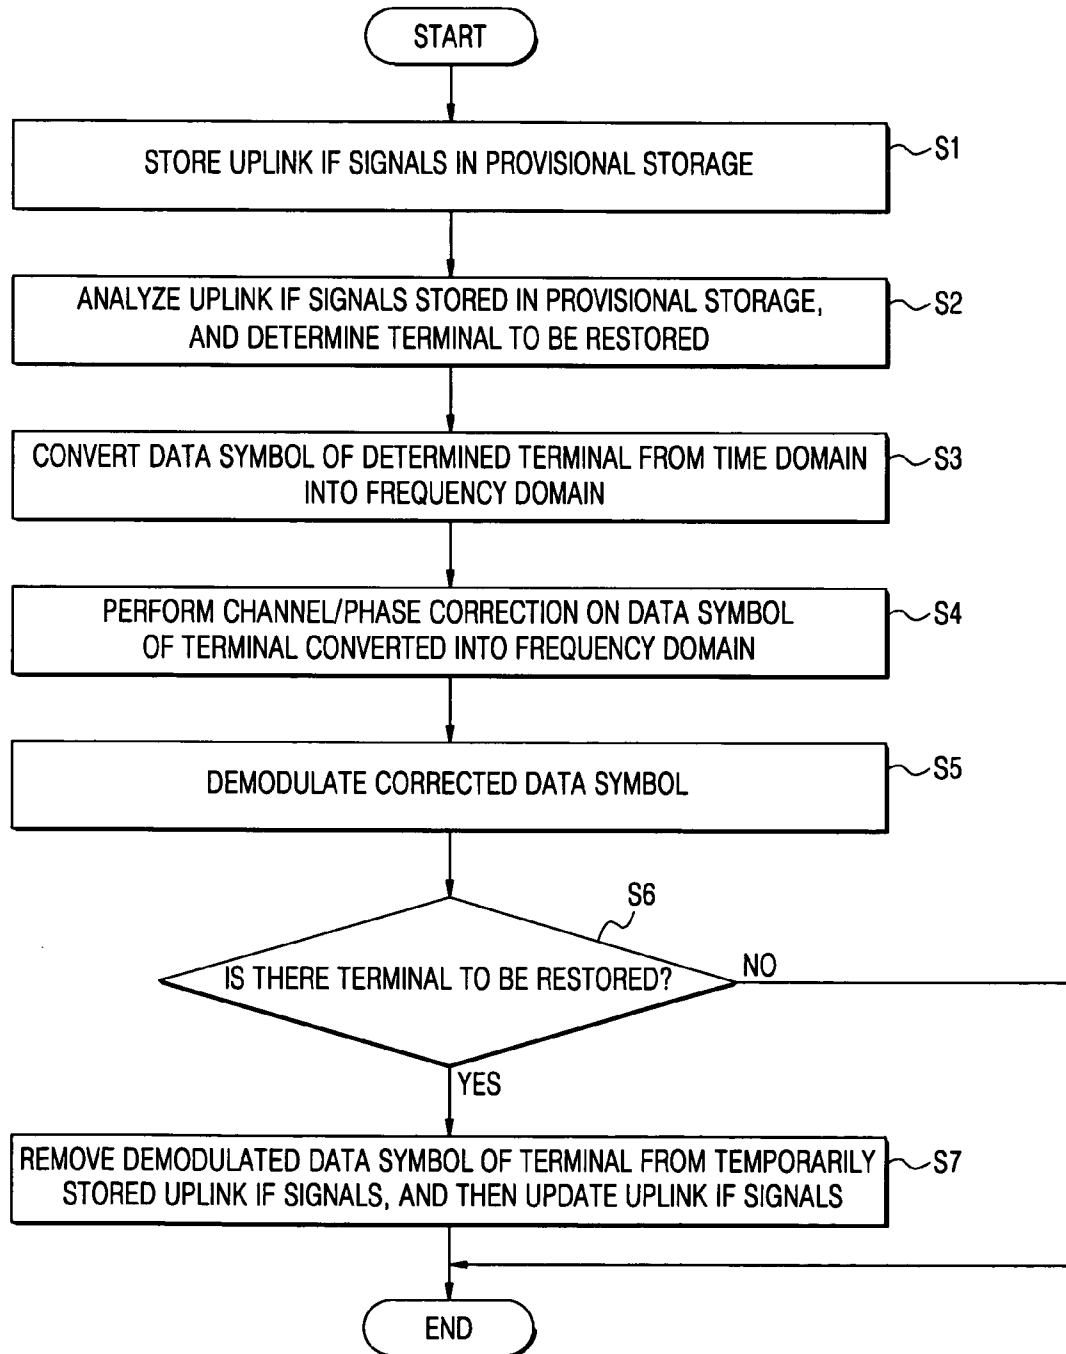 START
STORE UPLINK IF SIGNALS IN PROVISIONAL STORAGE
S1
ANALYZE UPLINK IF SIGNALS STORED IN PROVISIONAL STORAGE,
AND DETERMINE TERMINAL TO BE RESTORED
S2
CONVERT DATA SYMBOL OF DETERMINED TERMINAL FROM TIME DOMAIN
INTO FREQUENCY DOMAIN
S3
PERFORM CHANNEL/PHASE CORRECTION ON DATA SYMBOL
OF TERMINAL CONVERTED INTO FREQUENCY DOMAIN
S4
DEMODULATE CORRECTED DATA SYMBOL
S5
S6
IS THERE TERMINAL TO BE RESTORED?
NO
YES
REMOVE DEMODULATED DATA SYMBOL OF TERMINAL FROM TEMPORARILY
STORED UPLINK IF SIGNALS, AND THEN UPDATE UPLINK IF SIGNALS
S7
END